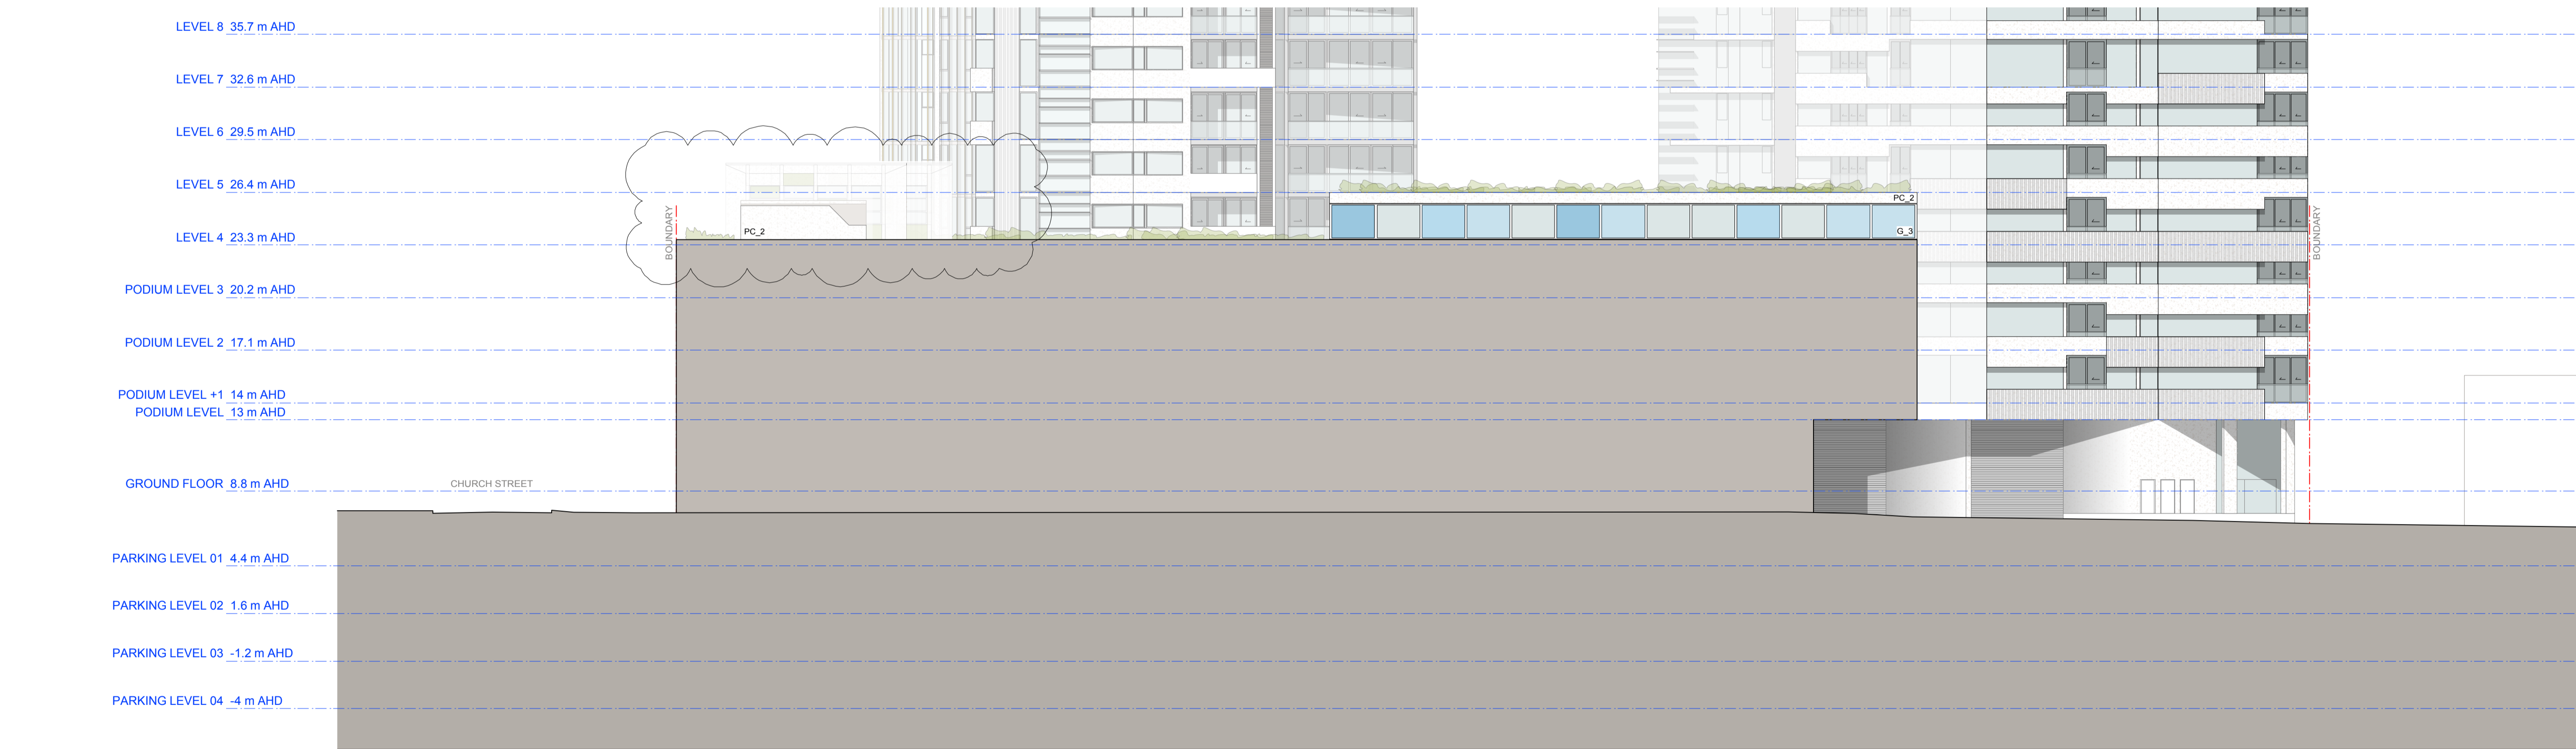 LEVEL 8 35.7 m AHD
LEVEL 7 32.6 m AHD
LEVEL 6 29.5 m AHD
LEVEL 5 26.4 m AHD
PC_2
BOUNDARY
BOUNDARY
PC_2
G_3
LEVEL 4 23.3 m AHD
PODIUM LEVEL 3 20.2 m AHD
PODIUM LEVEL 2 17.1 m AHD
PODIUM LEVEL +1 14 m AHD
PODIUM LEVEL 13 m AHD
GROUND FLOOR 8.8 m AHD
CHURCH STREET
PARKING LEVEL 01 4.4 m AHD
PARKING LEVEL 02 1.6 m AHD
PARKING LEVEL 03 -1.2 m AHD
PARKING LEVEL 04 -4 m AHD